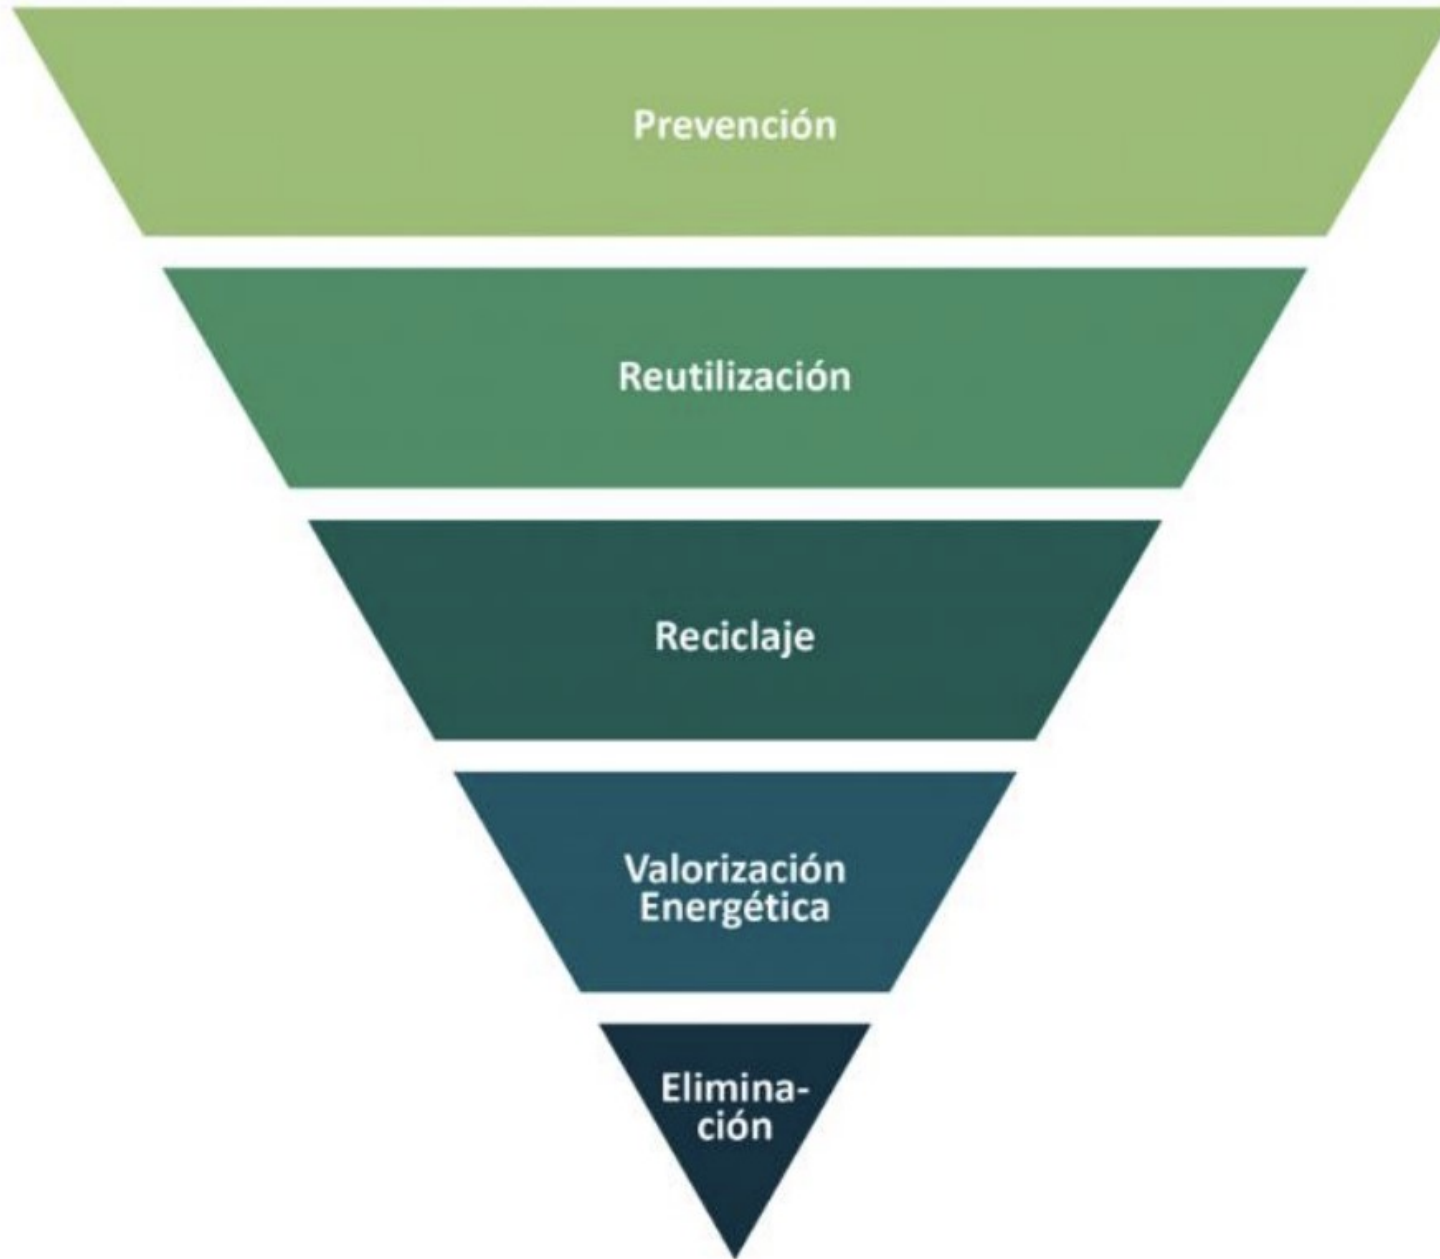 Prevención
Reutilización
Reciclaje
Valorización
Energética
Elimina-
ción